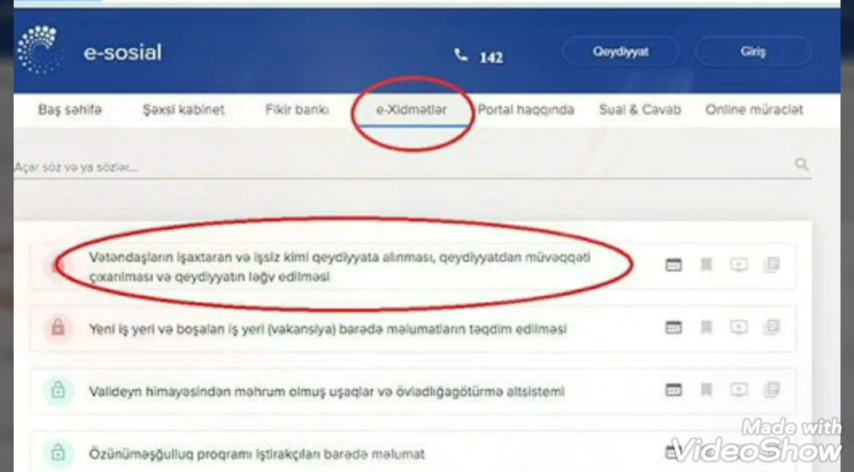 e-sosial
142
Qeydiyyat
Giriş
Baş səhifə
Şəxsi kabinet
Fikir bankı
e-Xidmətlər
Portal haqqında
Sual & Cavab
Online müraciət
Açar söz və ya sözlər...
Vətəndaşların işaxtaran və işsiz kimi qeydiyyata alınması, qeydiyyatdan müvəqqəti
çıxarılması və qeydiyyatın ləğv edilməsi
Yeni iş yeri və boşalan iş yeri (vakansiya) barədə məlumatların təqdim edilməsi
Valideyn himayəsindən məhrum olmuş uşaqlar və övladlığagötürmə altsistemi
Özünüməşğulluq proqramı iştirakçıları barədə məlumat
Made with
VideoShow